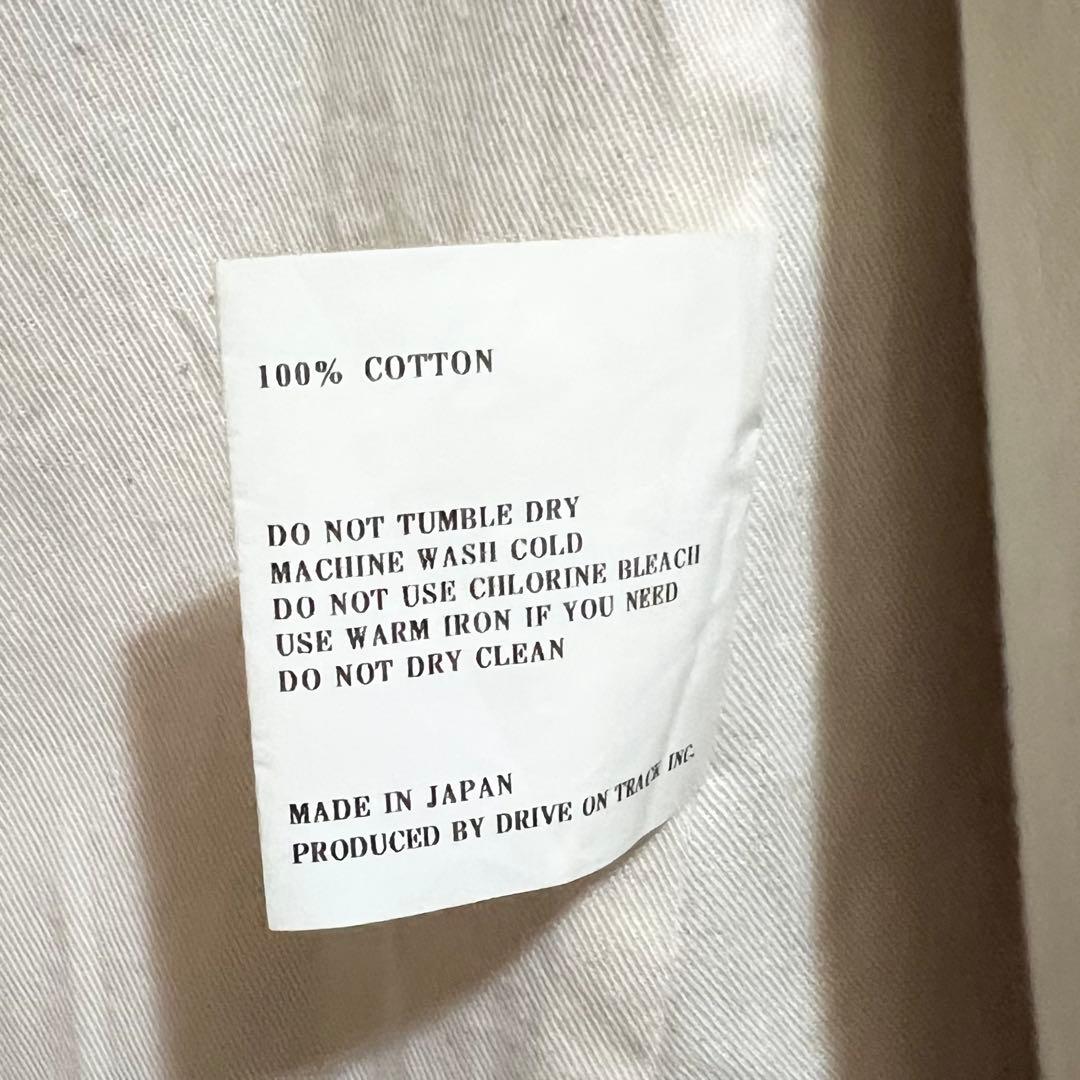 100% COTTON
DO NOT TUMBLE DRY
MACHINE WASH COLD
DO NOT USE CHLORINE BLEACH
USE WARM IRON IF YOU NEED
DO NOT DRY CLEAN
MADE IN JAPAN
PRODUCED BY DRIVE ON TRACK INC.